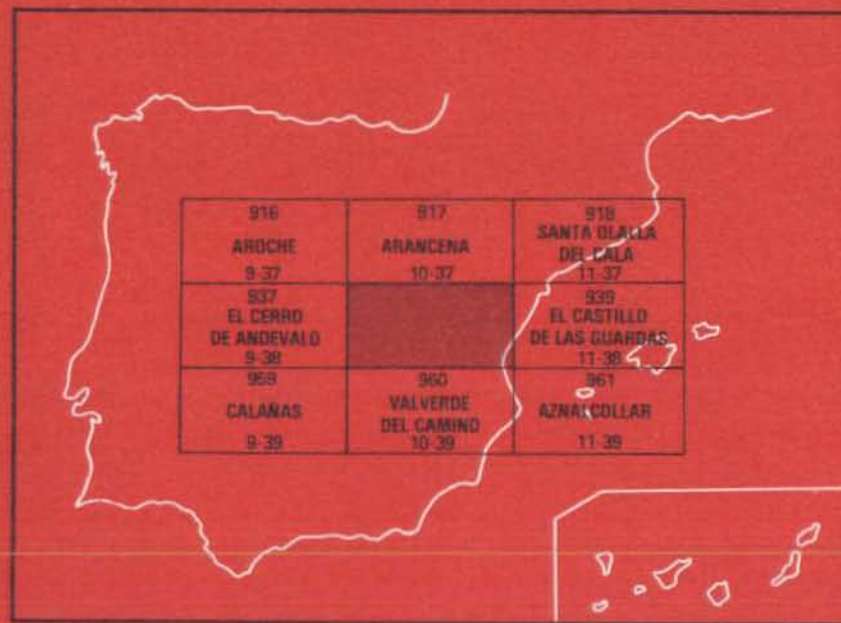 916
AROCHE
9-37
917
ARANCENA
10-37
918
SANTA OLALLA
DEL CALA
11-37
937
EL CERRO
DE ANDEVALO
9-38
939
EL CASTILLO
DE LAS GUARDAS
11-38
959
CALAÑAS
9-39
960
VALVERDE
DEL CAMINO
10-39
961
AZNALCOLLAR
11-39